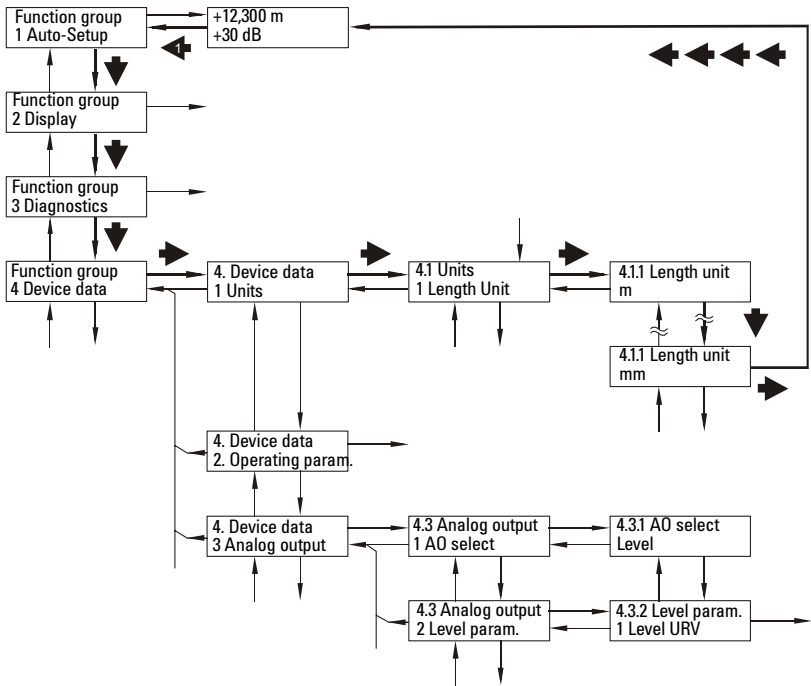 Function group
1 Auto-Setup
+12,300 m
+30 dB
1
Function group
2 Display
Function group
3 Diagnostics
Function group
4 Device data
4. Device data
1 Units
4.1 Units
1 Length Unit
4.1.1 Length unit
m
4.1.1 Length unit
mm
4. Device data
2. Operating param.
4. Device data
3 Analog output
4.3 Analog output
1 AO select
4.3.1 AO select
Level
4.3 Analog output
2 Level param.
4.3.2 Level param.
1 Level URV